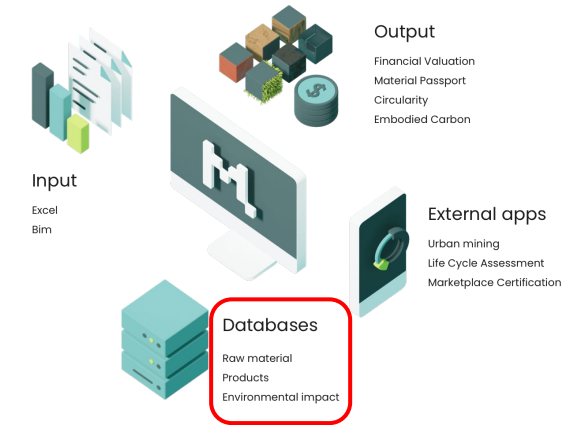 Output
Financial Valuation
Material Passport
Circularity
Embodied Carbon
Input
Excel
Bim
External apps
Urban mining
Life Cycle Assessment
Marketplace Certification
Databases
Raw material
Products
Environmental impact